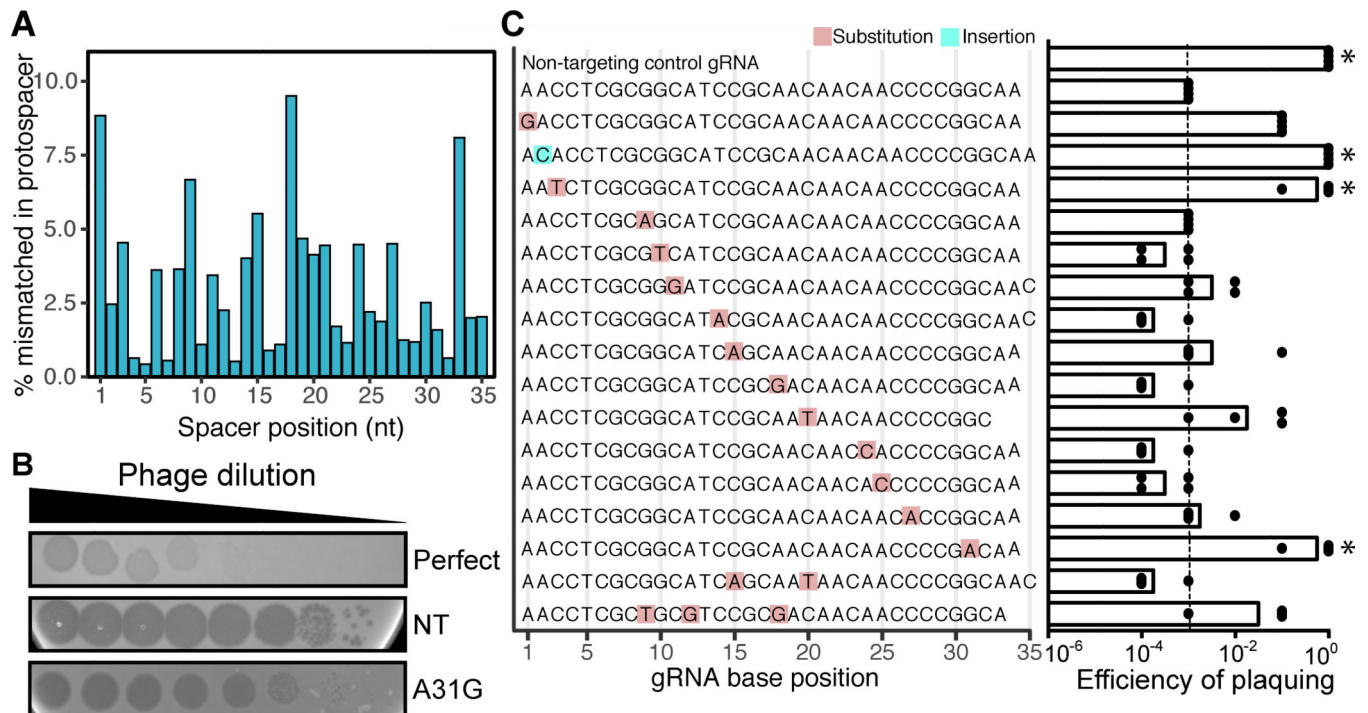 A
% mismatched in protospacer
10.0
7.5
5.0
2.5
0.0
1 5 10 15 20 25 30 35
Spacer position (nt)
B
Phage dilution
Perfect
NT
A31G
C
Substitution Insertion
Non-targeting control gRNA *
AACCTCGCGGCATCCGCAACAACAACCCCGGCAA
GACCTCGCGGCATCCGCAACAACAACCCCGGCAA
ACACCTCGCGGCATCCGCAACAACAACCCCGGCAA *
AATCTCGCGGCATCCGCAACAACAACCCCGGCAA *
AACCTCGCAGCATCCGCAACAACAACCCCGGCAA
AACCTCGCGTCATCCGCAACAACAACCCCGGCAA
AACCTCGCGGGATCCGCAACAACAACCCCGGCAAC
AACCTCGCGGCATACGCAACAACAACCCCGGCAAC
AACCTCGCGGCATCAGCAACAACAACCCCGGCAA
AACCTCGCGGCATCCGCGACAACAACCCCGGCAA
AACCTCGCGGCATCCGCAATAACAACCCCGGC
AACCTCGCGGCATCCGCAACAACCACCCCGGCAA
AACCTCGCGGCATCCGCAACAACACCCCCGGCAA
AACCTCGCGGCATCCGCAACAACAACACCGGCAA
AACCTCGCGGCATCCGCAACAACAACCCCGACAA *
AACCTCGCGGCATCAGCAATAACAACCCCGGCAAC
AACCTCGCTGCGTCCGCGACAACAACCCCGGCA
1 5 10 15 20 25 30 35
gRNA base position
10⁻⁶ 10⁻⁴ 10⁻² 10⁰
Efficiency of plaquing